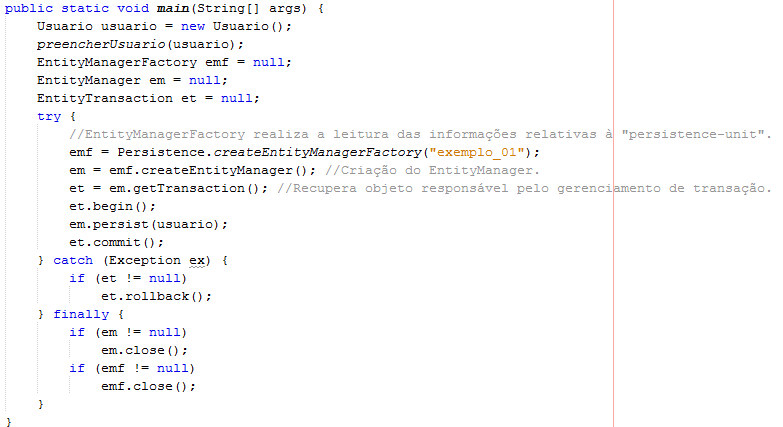 public static void main(String[] args) {
    Usuario usuario = new Usuario();
    preencherUsuario(usuario);
    EntityManagerFactory emf = null;
    EntityManager em = null;
    EntityTransaction et = null;
    try {
        //EntityManagerFactory realiza a leitura das informações relativas à "persistence-unit".
        emf = Persistence.createEntityManagerFactory("exemplo_01");
        em = emf.createEntityManager(); //Criação do EntityManager.
        et = em.getTransaction(); //Recupera objeto responsável pelo gerenciamento de transação.
        et.begin();
        em.persist(usuario);
        et.commit();
    } catch (Exception ex) {
        if (et != null)
            et.rollback();
    } finally {
        if (em != null)
            em.close();
        if (emf != null)
            emf.close();
    }
}